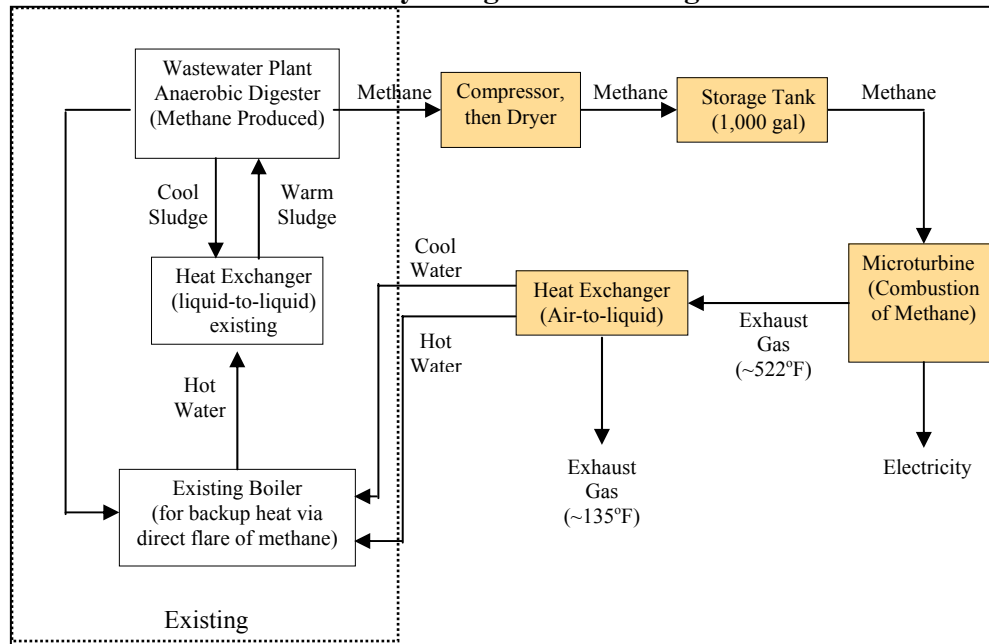 Wastewater Plant
Anaerobic Digester
(Methane Produced)
Methane
Compressor,
then Dryer
Methane
Storage Tank
(1,000 gal)
Methane
Cool
Sludge
Warm
Sludge
Heat Exchanger
(liquid-to-liquid)
existing
Cool
Water
Heat Exchanger
(Air-to-liquid)
Microturbine
(Combustion
of Methane)
Exhaust
Gas
(~522°F)
Hot
Water
Hot
Water
Existing Boiler
(for backup heat via
direct flare of methane)
Exhaust
Gas
(~135°F)
Electricity
Existing